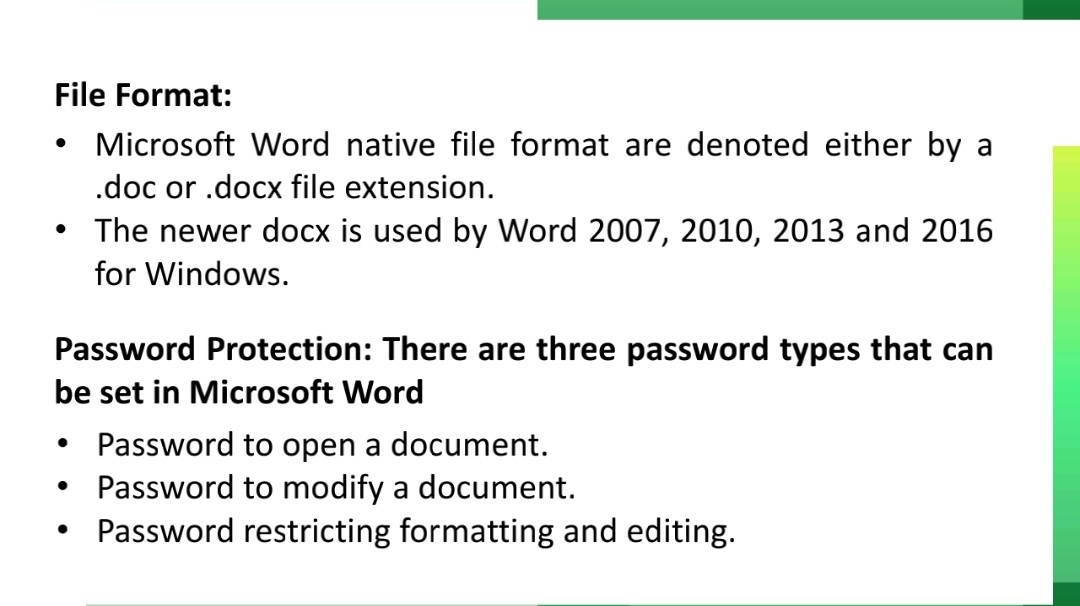 File Format:
• Microsoft Word native file format are denoted either by a
.doc or .docx file extension.
• The newer docx is used by Word 2007, 2010, 2013 and 2016
for Windows.
Password Protection: There are three password types that can
be set in Microsoft Word
• Password to open a document.
• Password to modify a document.
• Password restricting formatting and editing.